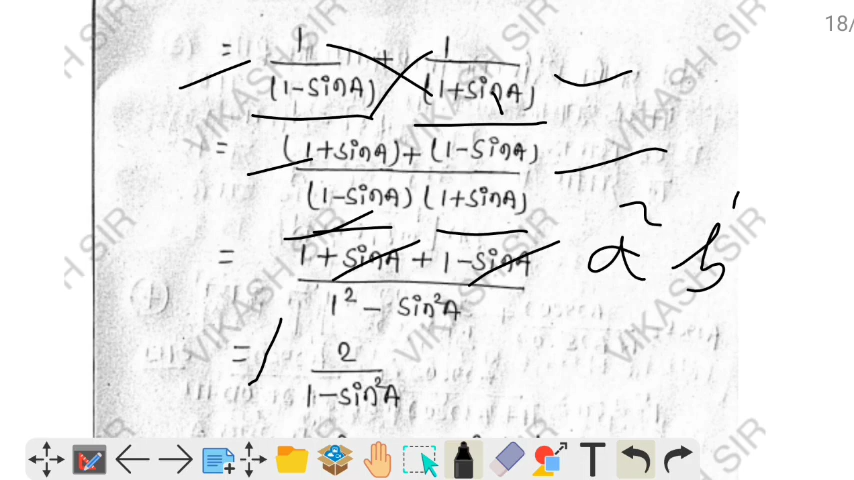 18/
= 1/(1-sinA) + 1/(1+sinA)
= (1+sinA)+(1-sinA)/(1-sinA)(1+sinA)
= 1+sinA+1-sinA/1²-sin²A
a² b
= 2/1-sin²A
VIKASH SIR
T